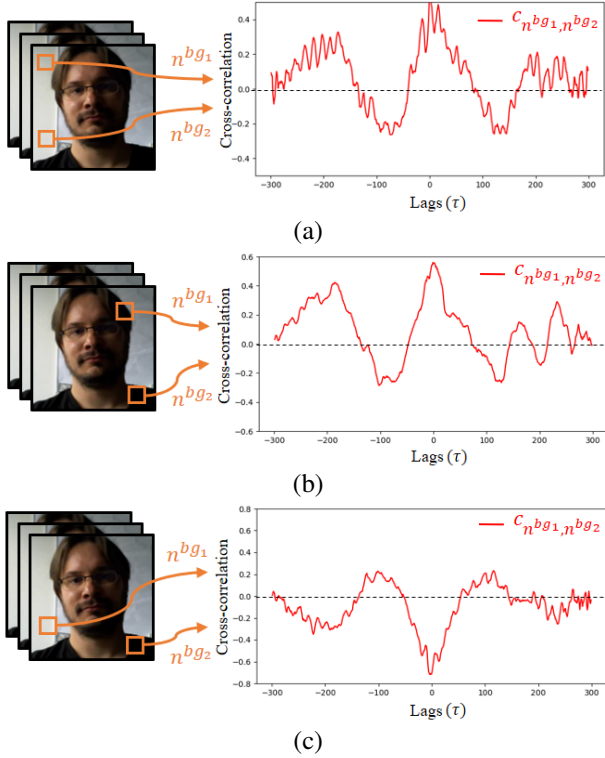 n^{bg_1}
n^{bg_2}
Cross-correlation
0.4
0.2
0.0
−0.2
−0.4
C_{n^{bg_1},n^{bg_2}}
−300 −200 −100 0 100 200 300
Lags (τ)
(a)
n^{bg_1}
n^{bg_2}
Cross-correlation
0.6
0.4
0.2
0.0
−0.2
−0.4
C_{n^{bg_1},n^{bg_2}}
−300 −200 −100 0 100 200 300
Lags (τ)
(b)
n^{bg_1}
n^{bg_2}
Cross-correlation
0.8
0.6
0.4
0.2
0.0
−0.2
−0.4
−0.6
−0.8
C_{n^{bg_1},n^{bg_2}}
−300 −200 −100 0 100 200 300
Lags (τ)
(c)